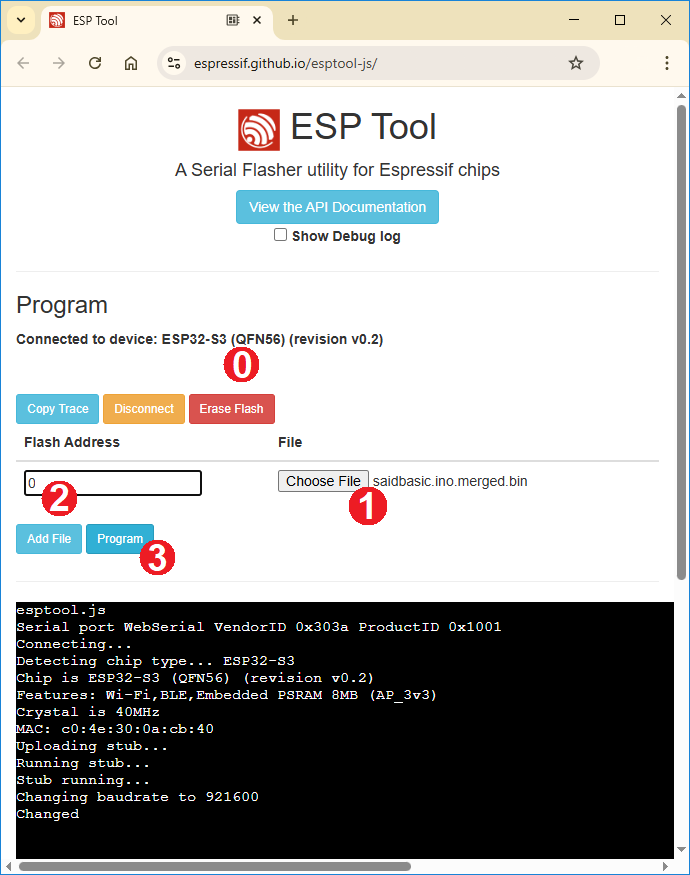 ESP Tool
espressif.github.io/esptool-js/
ESP Tool
A Serial Flasher utility for Espressif chips
View the API Documentation
Show Debug log
Program
Connected to device: ESP32-S3 (QFN56) (revision v0.2)
0
Copy Trace Disconnect Erase Flash
Flash Address File
0 Choose File saidbasic.ino.merged.bin
2 1
Add File Program
3
esptool.js
Serial port WebSerial VendorID 0x303a ProductID 0x1001
Connecting...
Detecting chip type... ESP32-S3
Chip is ESP32-S3 (QFN56) (revision v0.2)
Features: Wi-Fi,BLE,Embedded PSRAM 8MB (AP_3v3)
Crystal is 40MHz
MAC: c0:4e:30:0a:cb:40
Uploading stub...
Running stub...
Stub running...
Changing baudrate to 921600
Changed